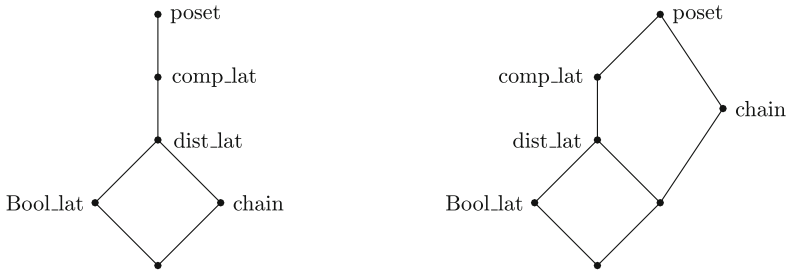 poset
comp_lat
dist_lat
Bool_lat
chain
poset
comp_lat
chain
dist_lat
Bool_lat